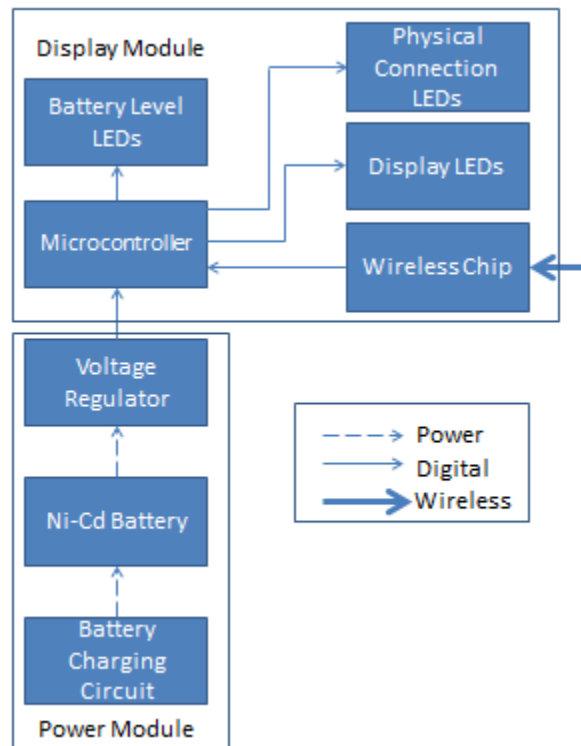 Display Module
Physical
Connection
LEDs
Battery Level
LEDs
Display LEDs
Microcontroller
Wireless Chip
Voltage
Regulator
Power
Digital
Wireless
Ni-Cd Battery
Battery
Charging
Circuit
Power Module